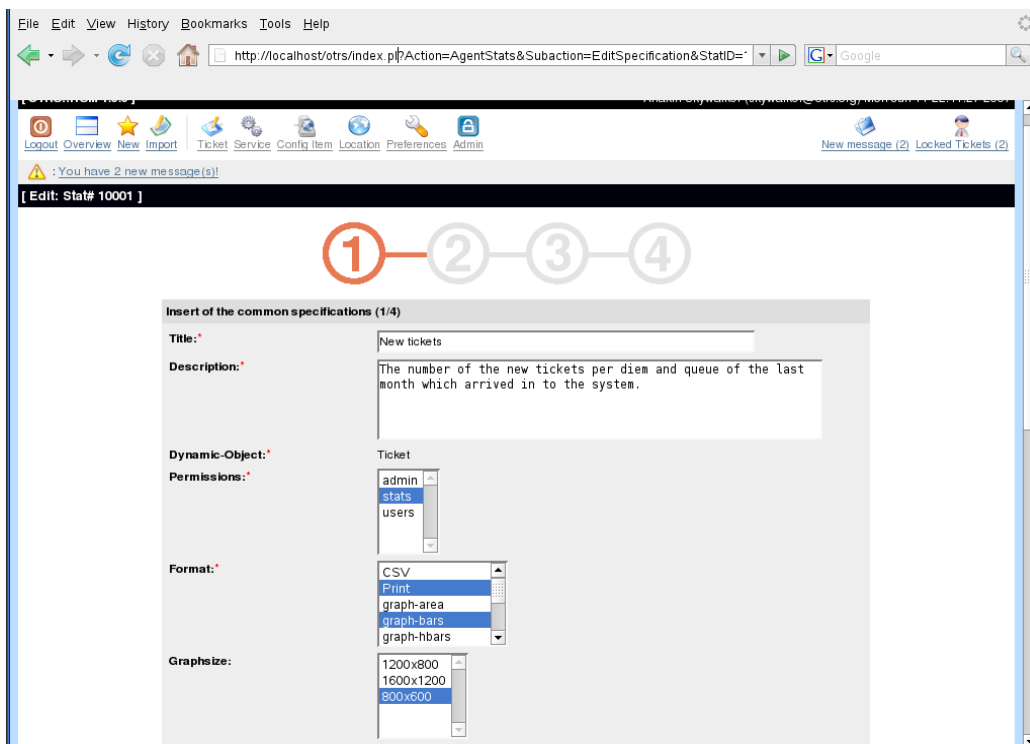 File Edit View History Bookmarks Tools Help
http://localhost/otrs/index.pl?Action=AgentStats&Subaction=EditSpecification&StatID=1
G Google
Logout Overview New Import Ticket Service Config Item Location Preferences Admin New message (2) Locked Tickets (2)
: You have 2 new message(s)!
[ Edit: Stat# 10001 ]
1 2 3 4
Insert of the common specifications (1/4)
Title:* New tickets
Description:* The number of the new tickets per diem and queue of the last
month which arrived in to the system.
Dynamic-Object:* Ticket
Permissions:* admin
stats
users
Format:* CSV
Print
graph-area
graph-bars
graph-hbars
Graphsize: 1200x800
1600x1200
800x600